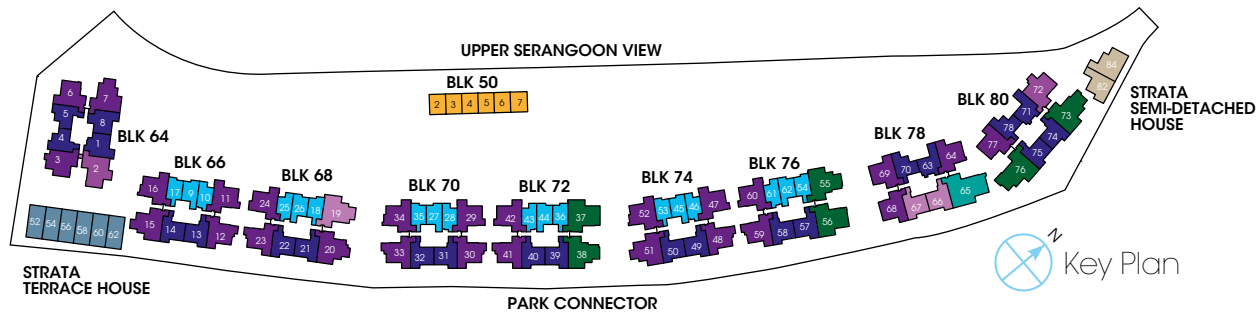 UPPER SERANGOON VIEW
BLK 50
2 3 4 5 6 7
84
82
STRATA
SEMI-DETACHED
HOUSE
BLK 80
72
71
78
77
73
74
75
76
BLK 64
6 7
5 8
4 1
3 2
BLK 66
16 17 9 10 11
15 14 13 12
BLK 68
24 25 26 18 19
23 22 21 20
BLK 70
34 35 27 28 29
33 32 31 30
BLK 72
42 43 44 36 37
41 40 39 38
BLK 74
52 53 45 46 47
51 50 49 48
BLK 76
60 61 62 54 55
59 58 57 56
BLK 78
69 70 63 64
68 67 66 65
52 54 56 58 60 62
STRATA
TERRACE HOUSE
PARK CONNECTOR
N
Key Plan